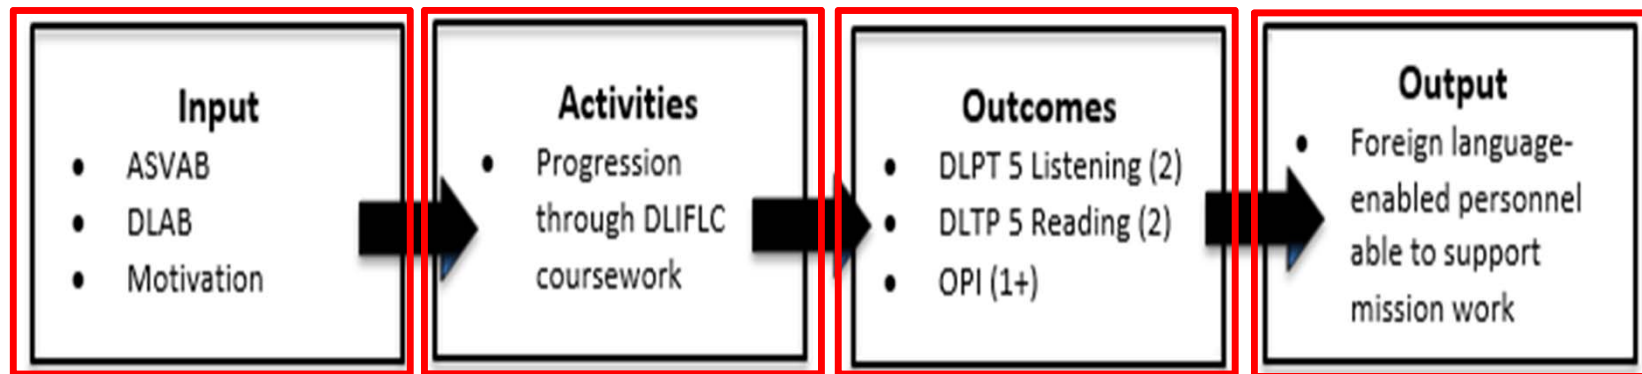 Input
• ASVAB
• DLAB
• Motivation
Activities
• Progression
through DLIFLC
coursework
Outcomes
• DLPT 5 Listening (2)
• DLTP 5 Reading (2)
• OPI (1+)
Output
• Foreign language-
enabled personnel
able to support
mission work